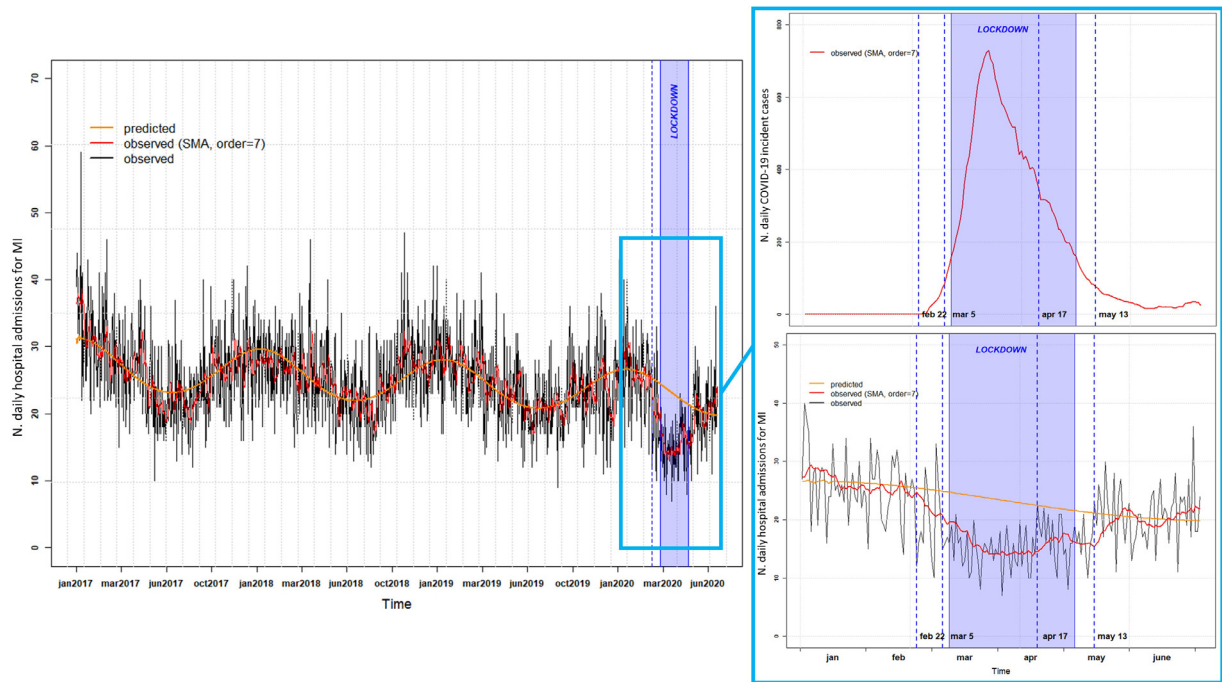 70
60
50
40
30
20
10
0
N. daily hospital admissions for MI
predicted
observed (SMA, order=7)
observed
LOCKDOWN
jan2017 mar2017 jun2017 oct2017 jan2018 mar2018 jun2018 oct2018 jan2019 mar2019 jun2019 oct2019 jan2020 mar2020 jun2020
Time
LOCKDOWN
observed (SMA, order=7)
N. daily COVID-19 incident cases
800
600
400
200
0
feb 22 mar 5 apr 17 may 13
LOCKDOWN
predicted
observed (SMA, order=7)
observed
N. daily hospital admissions for MI
50
40
30
20
10
0
feb 22 mar 5 apr 17 may 13
jan feb mar apr may june
Time